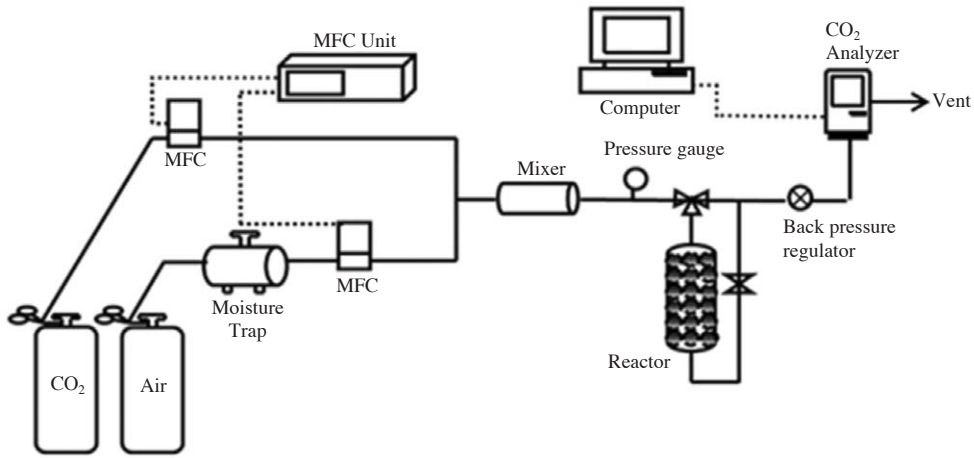 MFC Unit
CO₂
Analyzer
Computer
Vent
MFC
Pressure gauge
Mixer
Back pressure
regulator
MFC
Moisture
Trap
Reactor
CO₂
Air